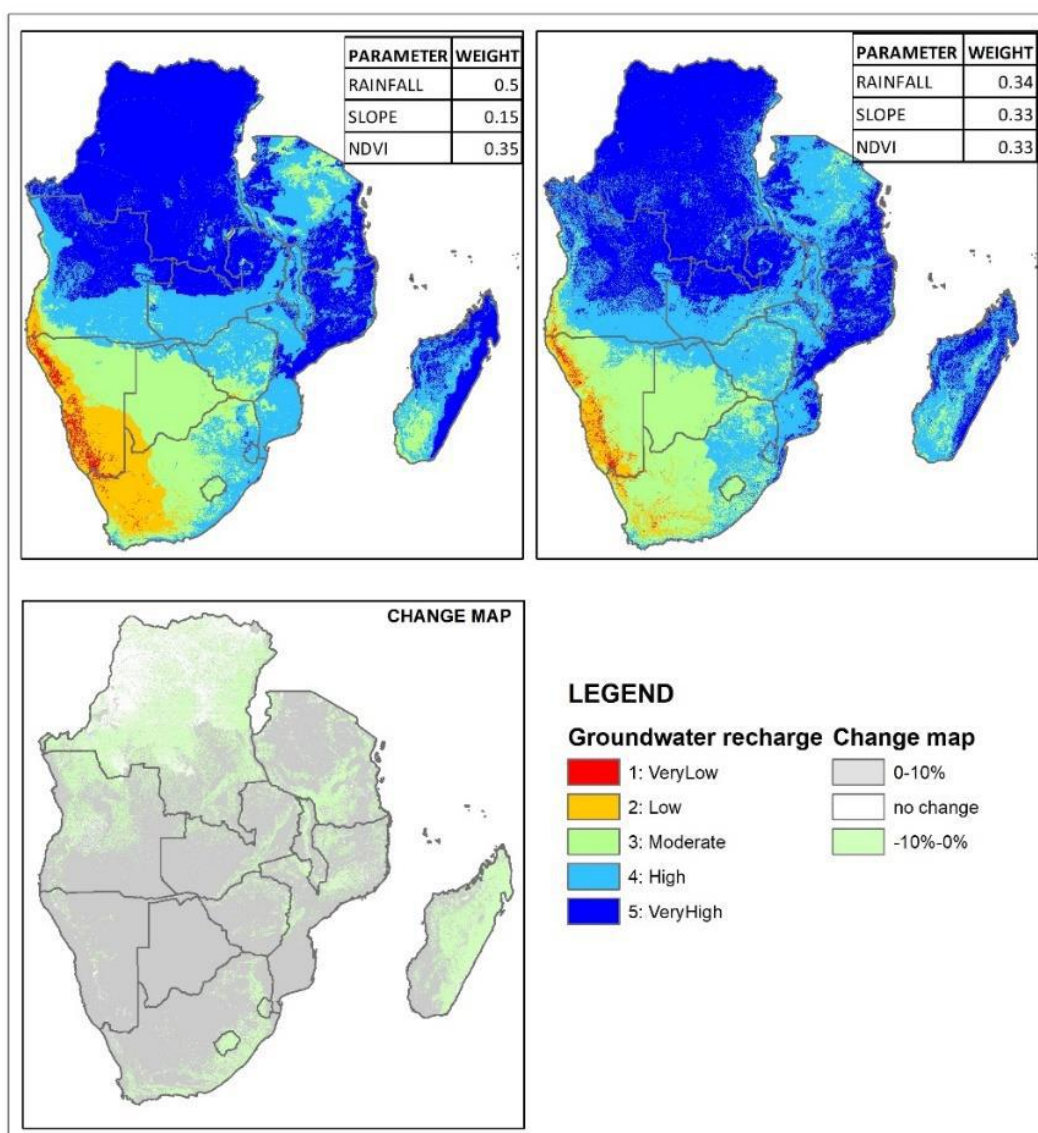 PARAMETER WEIGHT
RAINFALL 0.5
SLOPE 0.15
NDVI 0.35
PARAMETER WEIGHT
RAINFALL 0.34
SLOPE 0.33
NDVI 0.33
CHANGE MAP
LEGEND
Groundwater recharge
1: VeryLow
2: Low
3: Moderate
4: High
5: VeryHigh
Change map
0-10%
no change
-10%-0%